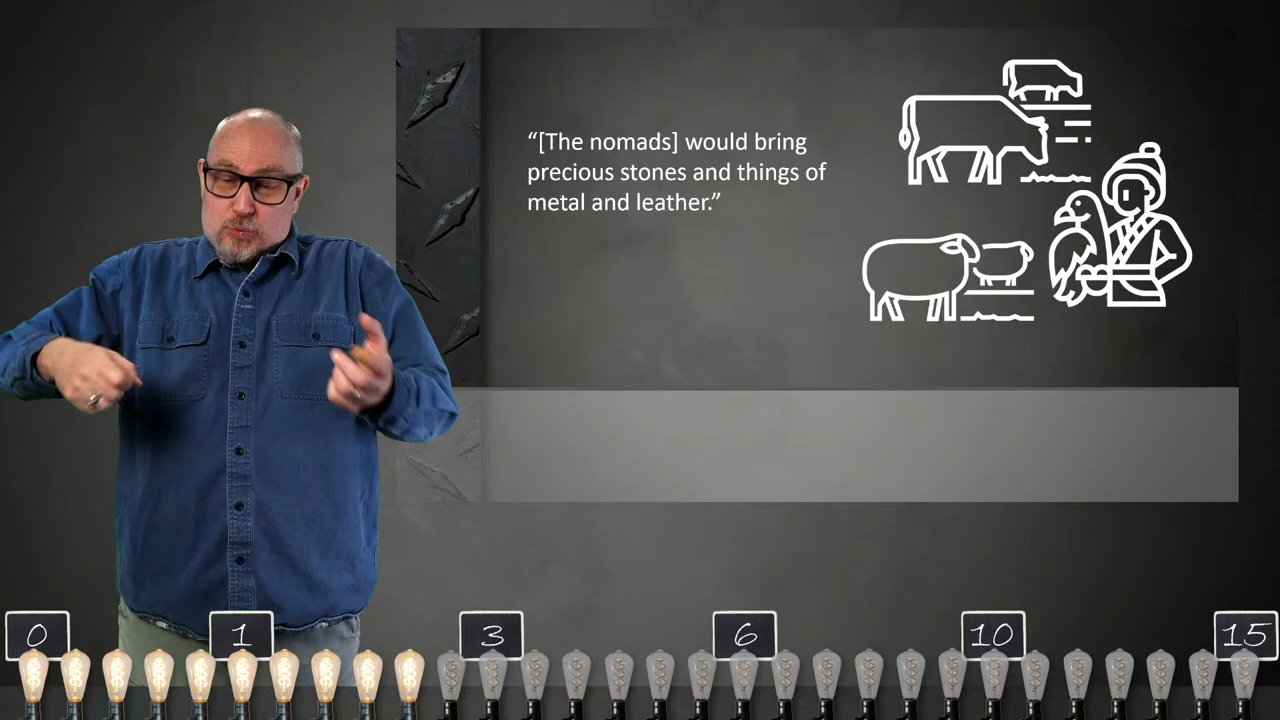 “[The nomads] would bring
precious stones and things of
metal and leather.”
0
1
3
6
10
15